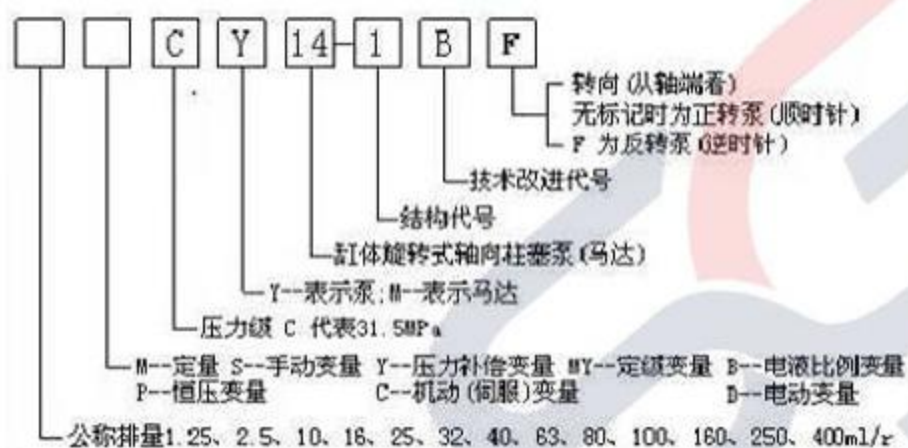 C Y 14-1 B F
转向(从轴端看)
无标记时为正转泵(顺时针)
F 为反转泵(逆时针)
技术改进代号
结构代号
缸体旋转式轴向柱塞泵(马达)
Y--表示泵;M--表示马达
压力级 C 代表31.5MPa
M--定量 S--手动变量 Y--压力补偿变量 MY--定级变量 B--电液比例变量
P--恒压变量 C--机动(伺服)变量 D--电动变量
公称排量1.25、2.5、10、16、25、32、40、63、80、100、160、250、400ml/r